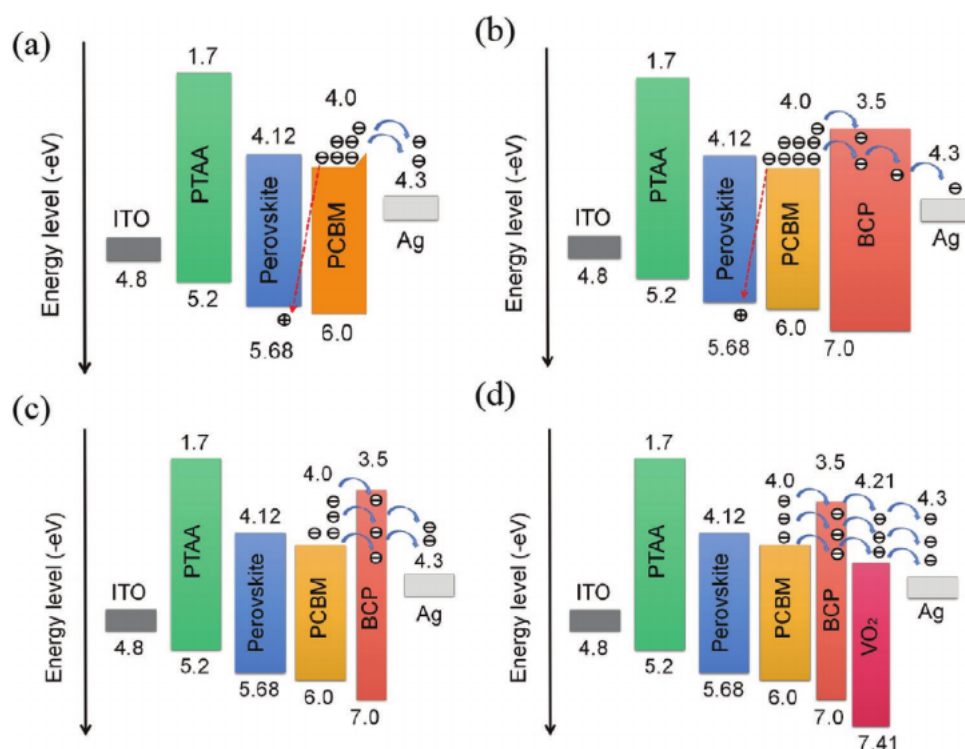 (a)
Energy level (-eV)
ITO
4.8
1.7
PTAA
5.2
4.12
Perovskite
5.68
4.0
PCBM
6.0
4.3
Ag
(b)
Energy level (-eV)
ITO
4.8
1.7
PTAA
5.2
4.12
Perovskite
5.68
4.0
PCBM
6.0
3.5
BCP
7.0
4.3
Ag
(c)
Energy level (-eV)
ITO
4.8
1.7
PTAA
5.2
4.12
Perovskite
5.68
4.0
PCBM
6.0
3.5
BCP
7.0
4.3
Ag
(d)
Energy level (-eV)
ITO
4.8
1.7
PTAA
5.2
4.12
Perovskite
5.68
4.0
PCBM
6.0
3.5
BCP
7.0
4.21
VO₂
7.41
4.3
Ag